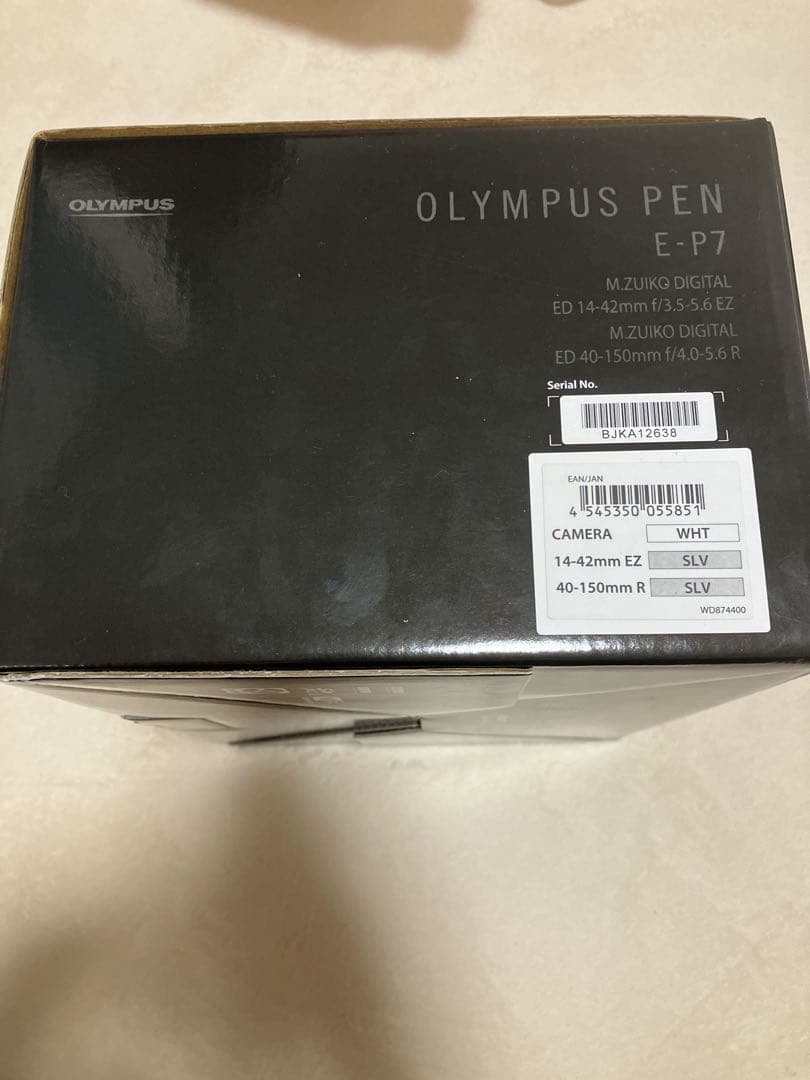 OLYMPUS
OLYMPUS PEN
E-P7
M.ZUIKO DIGITAL
ED 14-42mm f/3.5-5.6 EZ
M.ZUIKO DIGITAL
ED 40-150mm f/4.0-5.6 R
Serial No.
BJKA12638
EAN/JAN
4 545350 055851
CAMERA WHT
14-42mm EZ SLV
40-150mm R SLV
WD874400